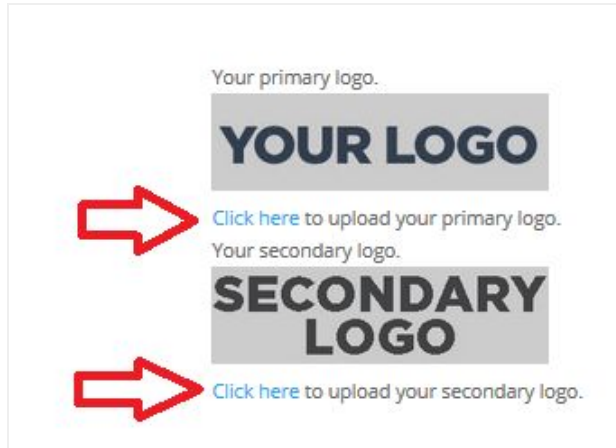 Your primary logo.
YOUR LOGO
Click here to upload your primary logo.
Your secondary logo.
SECONDARY
LOGO
Click here to upload your secondary logo.